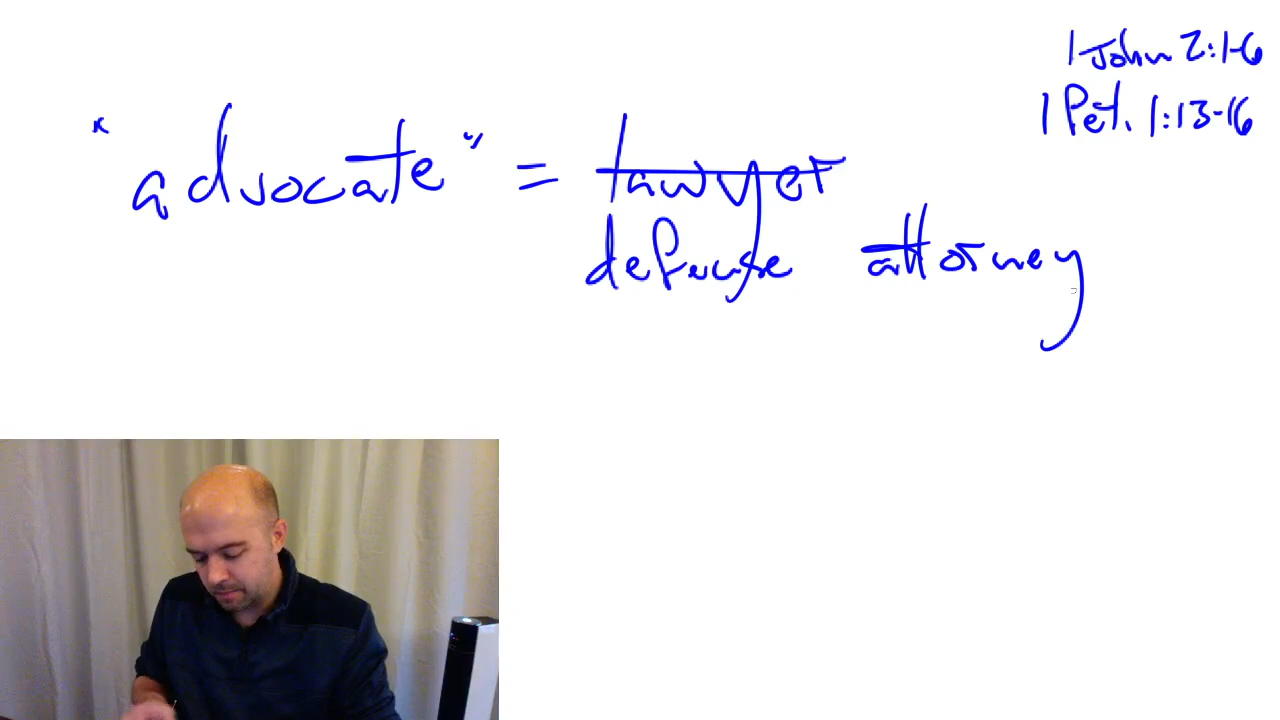 1 John 2:1-6
1 Pet. 1:13-16
"advocate" = lawyer
defense attorney